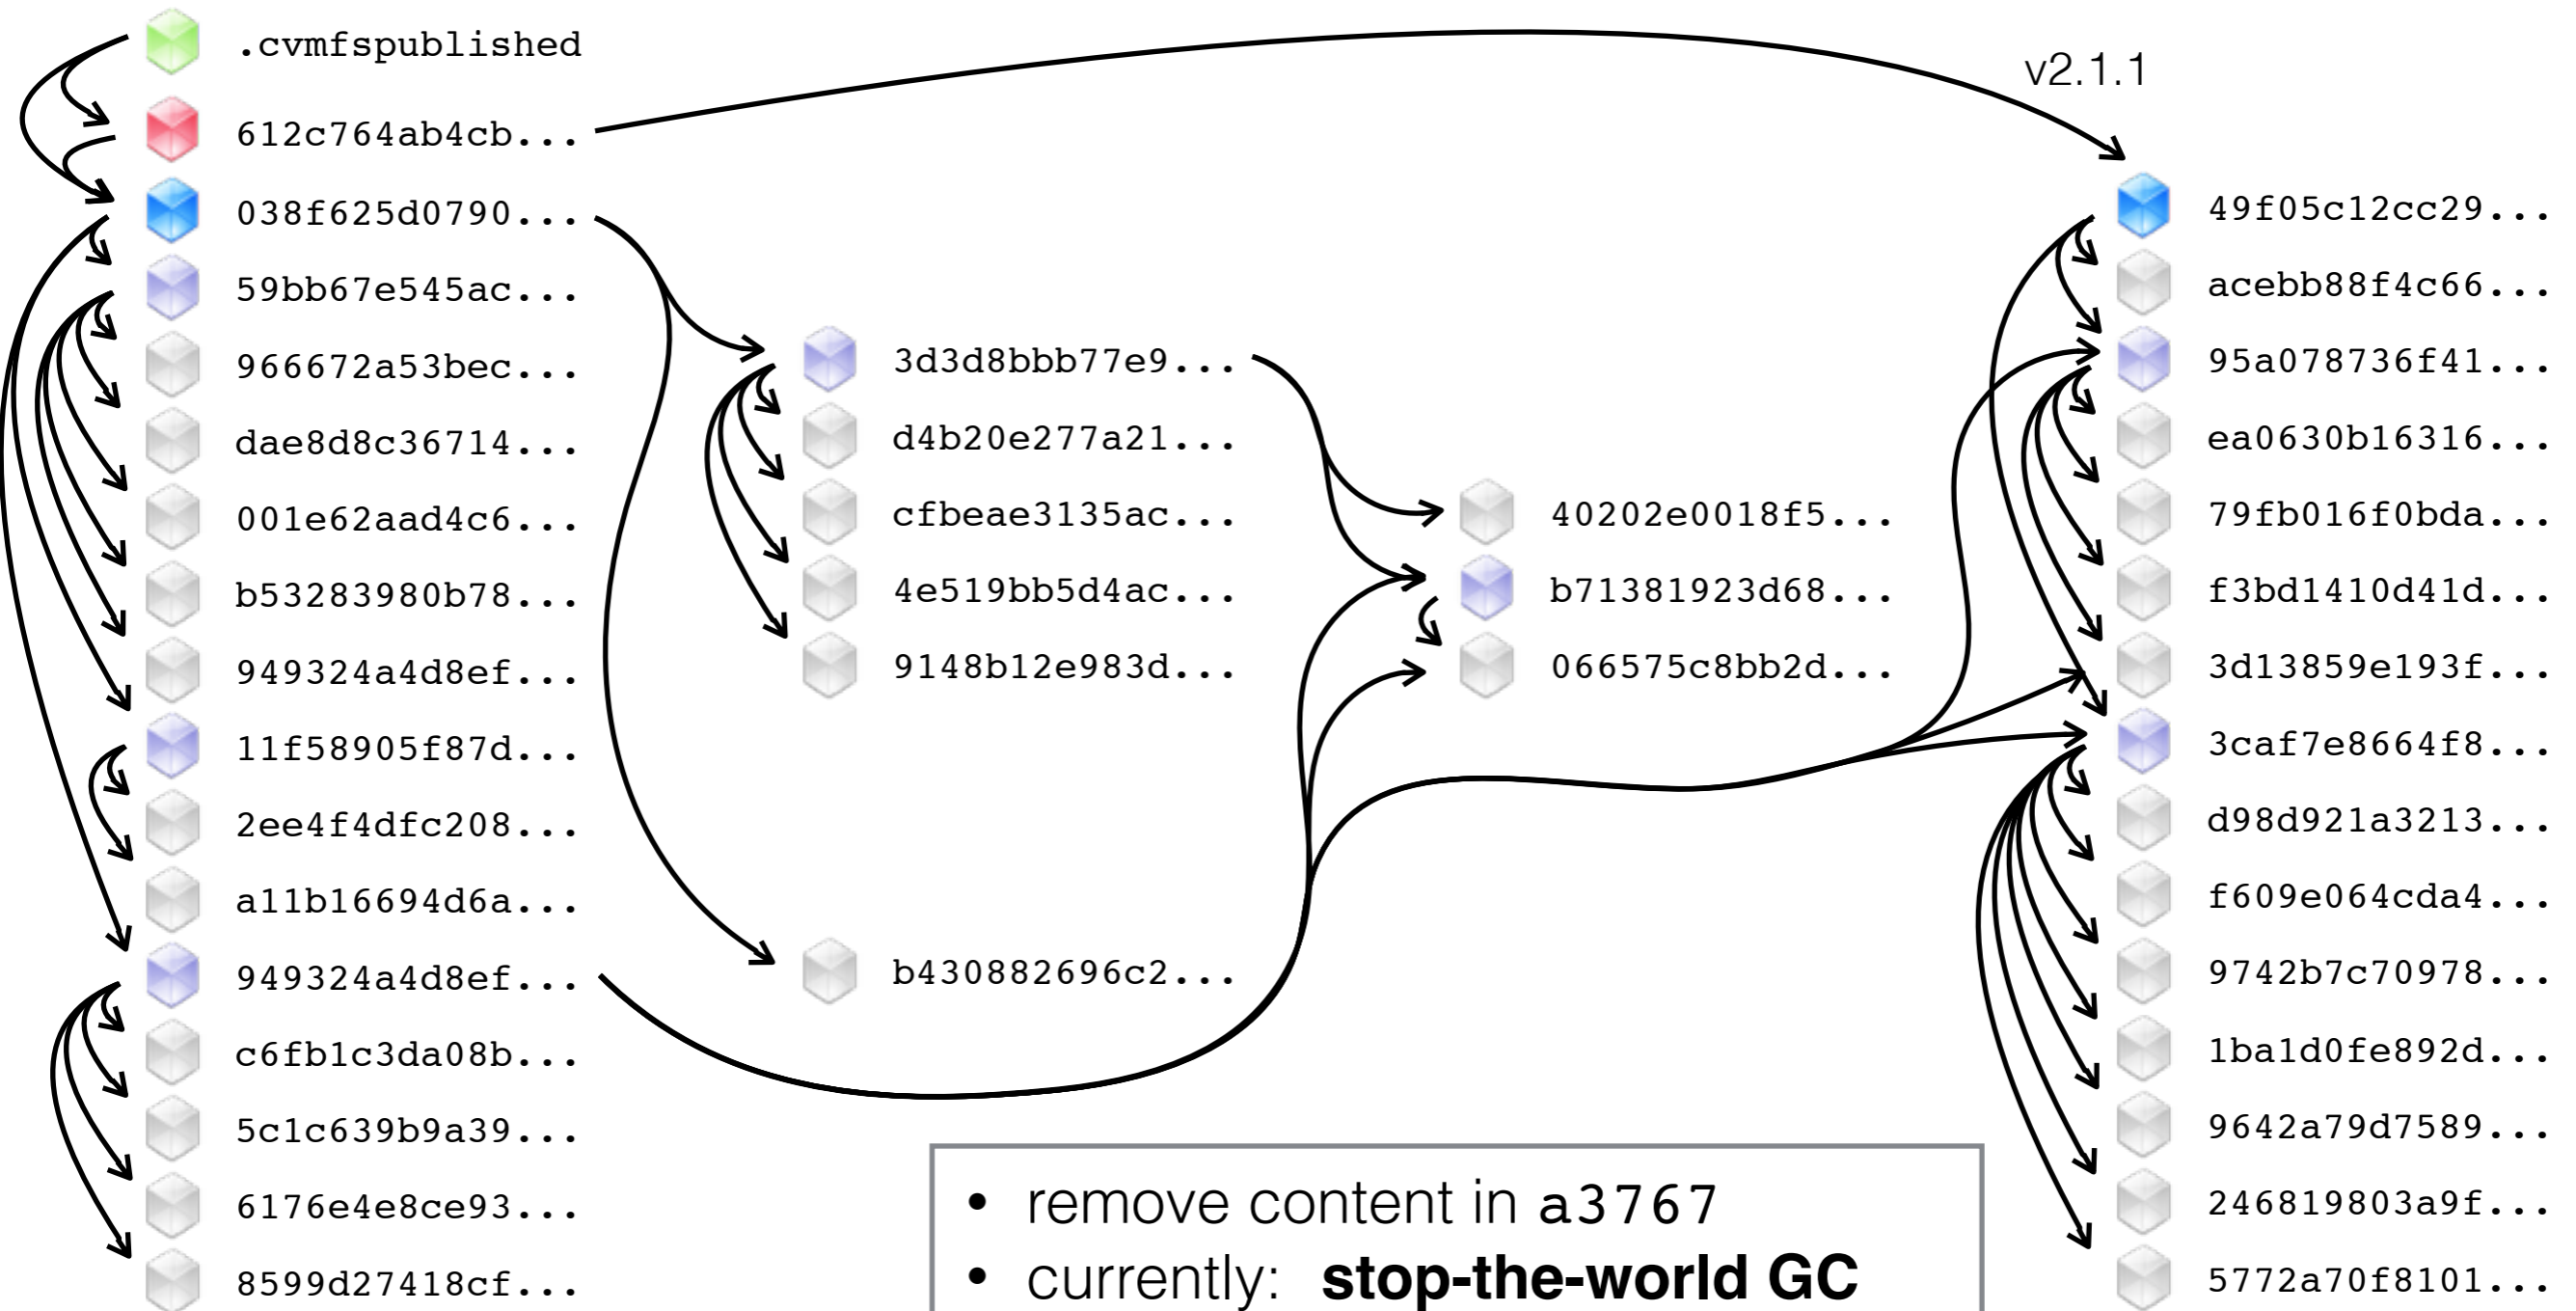 .cvmfspublished
612c764ab4cb...
038f625d0790...
59bb67e545ac...
966672a53bec...
dae8d8c36714...
001e62aad4c6...
b53283980b78...
949324a4d8ef...
11f58905f87d...
2ee4f4dfc208...
a11b16694d6a...
949324a4d8ef...
c6fb1c3da08b...
5c1c639b9a39...
6176e4e8ce93...
8599d27418cf...
3d3d8bbb77e9...
d4b20e277a21...
cfbeae3135ac...
4e519bb5d4ac...
9148b12e983d...
b430882696c2...
40202e0018f5...
b71381923d68...
066575c8bb2d...
v2.1.1
49f05c12cc29...
acebb88f4c66...
95a078736f41...
ea0630b16316...
79fb016f0bda...
f3bd1410d41d...
3d13859e193f...
3caf7e8664f8...
d98d921a3213...
f609e064cda4...
9742b7c70978...
1ba1d0fe892d...
9642a79d7589...
246819803a9f...
5772a70f8101...
• remove content in a3767
• currently: stop-the-world GC